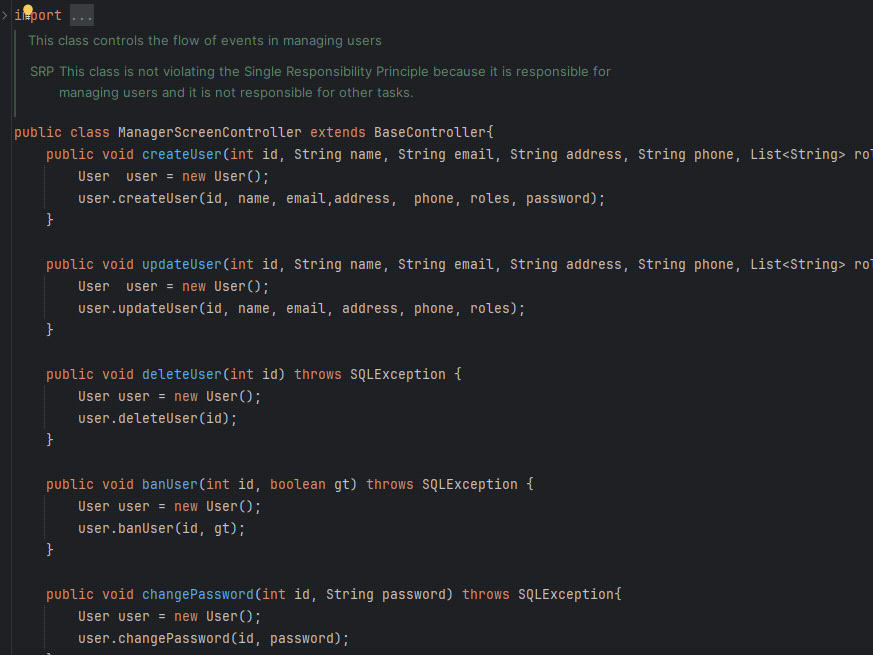 import ...
This class controls the flow of events in managing users
SRP This class is not violating the Single Responsibility Principle because it is responsible for
managing users and it is not responsible for other tasks.
public class ManagerScreenController extends BaseController{
public void createUser(int id, String name, String email, String address, String phone, List<String> rol
User  user = new User();
user.createUser(id, name, email,address,  phone, roles, password);
}
public void updateUser(int id, String name, String email, String address, String phone, List<String> rol
User  user = new User();
user.updateUser(id, name, email, address, phone, roles);
}
public void deleteUser(int id) throws SQLException {
User user = new User();
user.deleteUser(id);
}
public void banUser(int id, boolean gt) throws SQLException {
User user = new User();
user.banUser(id, gt);
}
public void changePassword(int id, String password) throws SQLException{
User user = new User();
user.changePassword(id, password);